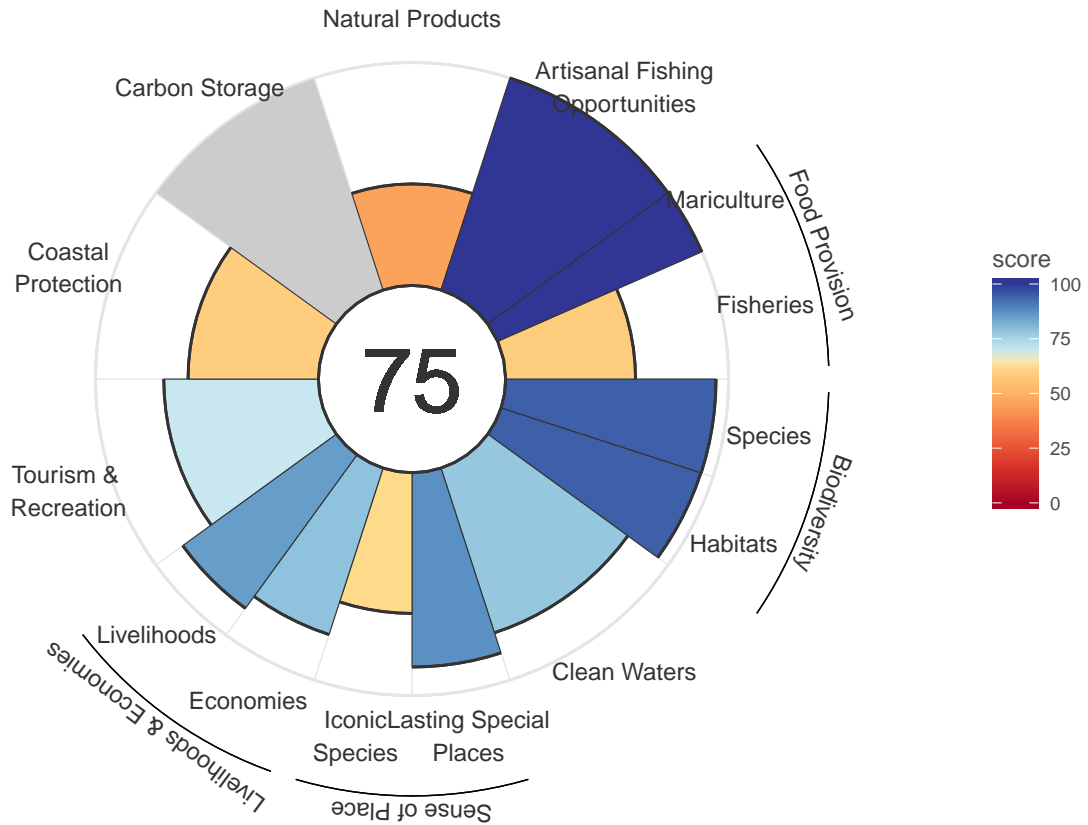 Natural Products
Artisanal Fishing
Opportunities
Carbon Storage
Mariculture
Food Provision
Coastal
Protection
Fisheries
score
100
75
50
25
0
75
Species
Biodiversity
Tourism &
Recreation
Habitats
Livelihoods
Clean Waters
Economies
Livelihoods & Economies
Iconic
Species
Lasting Special
Places
Sense of Place